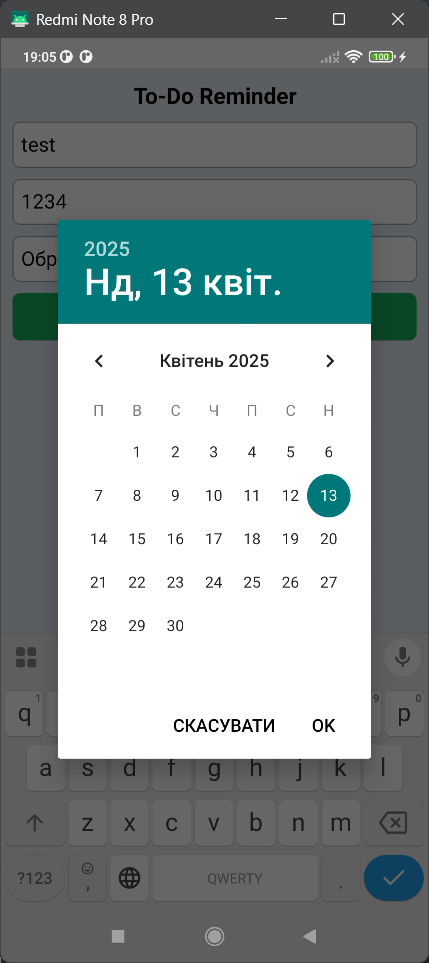 Redmi Note 8 Pro
19:05
100
To-Do Reminder
test
1234
Обр
2025
Нд, 13 квіт.
Квітень 2025
П В С Ч П С Н
1 2 3 4 5 6
7 8 9 10 11 12 13
14 15 16 17 18 19 20
21 22 23 24 25 26 27
28 29 30
СКАСУВАТИ OK
1 9 0
q p
a s d f g h j k l
z x c v b n m
?123 , QWERTY .